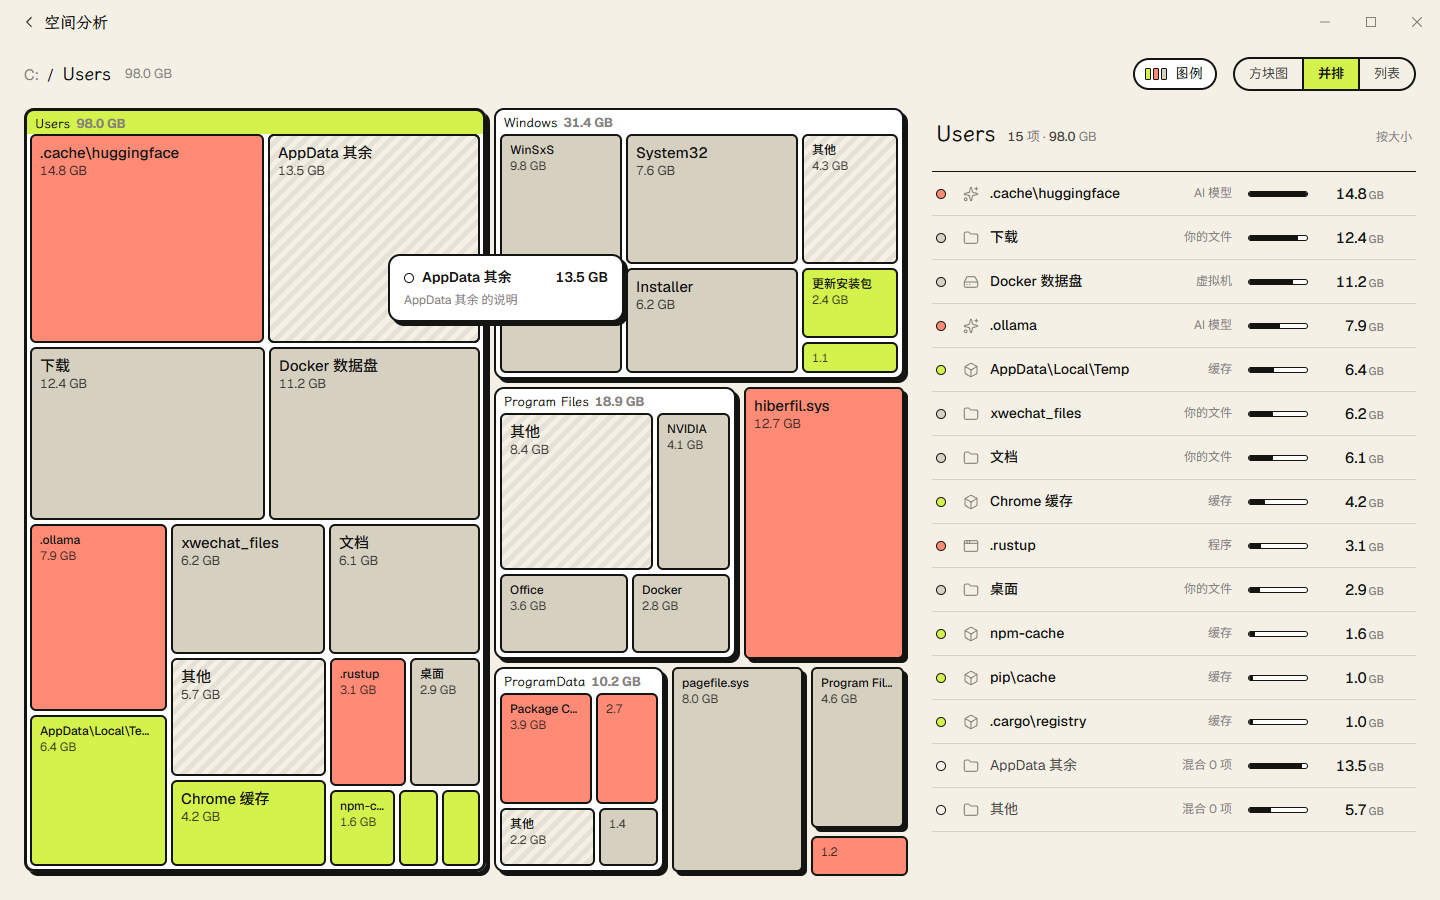 空间分析
C: / Users 98.0 GB
图例
方块图 并排 列表
Users 98.0 GB
.cache\huggingface
14.8 GB
AppData 其余
13.5 GB
AppData 其余 13.5 GB
AppData 其余 的说明
下载
12.4 GB
Docker 数据盘
11.2 GB
.ollama
7.9 GB
xwechat_files
6.2 GB
文档
6.1 GB
AppData\Local\Te...
6.4 GB
其他
5.7 GB
.rustup
3.1 GB
桌面
2.9 GB
Chrome 缓存
4.2 GB
npm-c...
1.6 GB
Windows 31.4 GB
WinSxS
9.8 GB
System32
7.6 GB
其他
4.3 GB
Installer
6.2 GB
更新安装包
2.4 GB
1.1
Program Files 18.9 GB
其他
8.4 GB
NVIDIA
4.1 GB
Office
3.6 GB
Docker
2.8 GB
hiberfil.sys
12.7 GB
ProgramData 10.2 GB
Package C...
3.9 GB
2.7
其他
2.2 GB
1.4
pagefile.sys
8.0 GB
Program Fil...
4.6 GB
1.2
Users 15 项 · 98.0 GB 按大小
.cache\huggingface AI 模型 14.8 GB
下载 你的文件 12.4 GB
Docker 数据盘 虚拟机 11.2 GB
.ollama AI 模型 7.9 GB
AppData\Local\Temp 缓存 6.4 GB
xwechat_files 你的文件 6.2 GB
文档 你的文件 6.1 GB
Chrome 缓存 缓存 4.2 GB
.rustup 程序 3.1 GB
桌面 你的文件 2.9 GB
npm-cache 缓存 1.6 GB
pip\cache 缓存 1.0 GB
.cargo\registry 缓存 1.0 GB
AppData 其余 混合 0 项 13.5 GB
其他 混合 0 项 5.7 GB